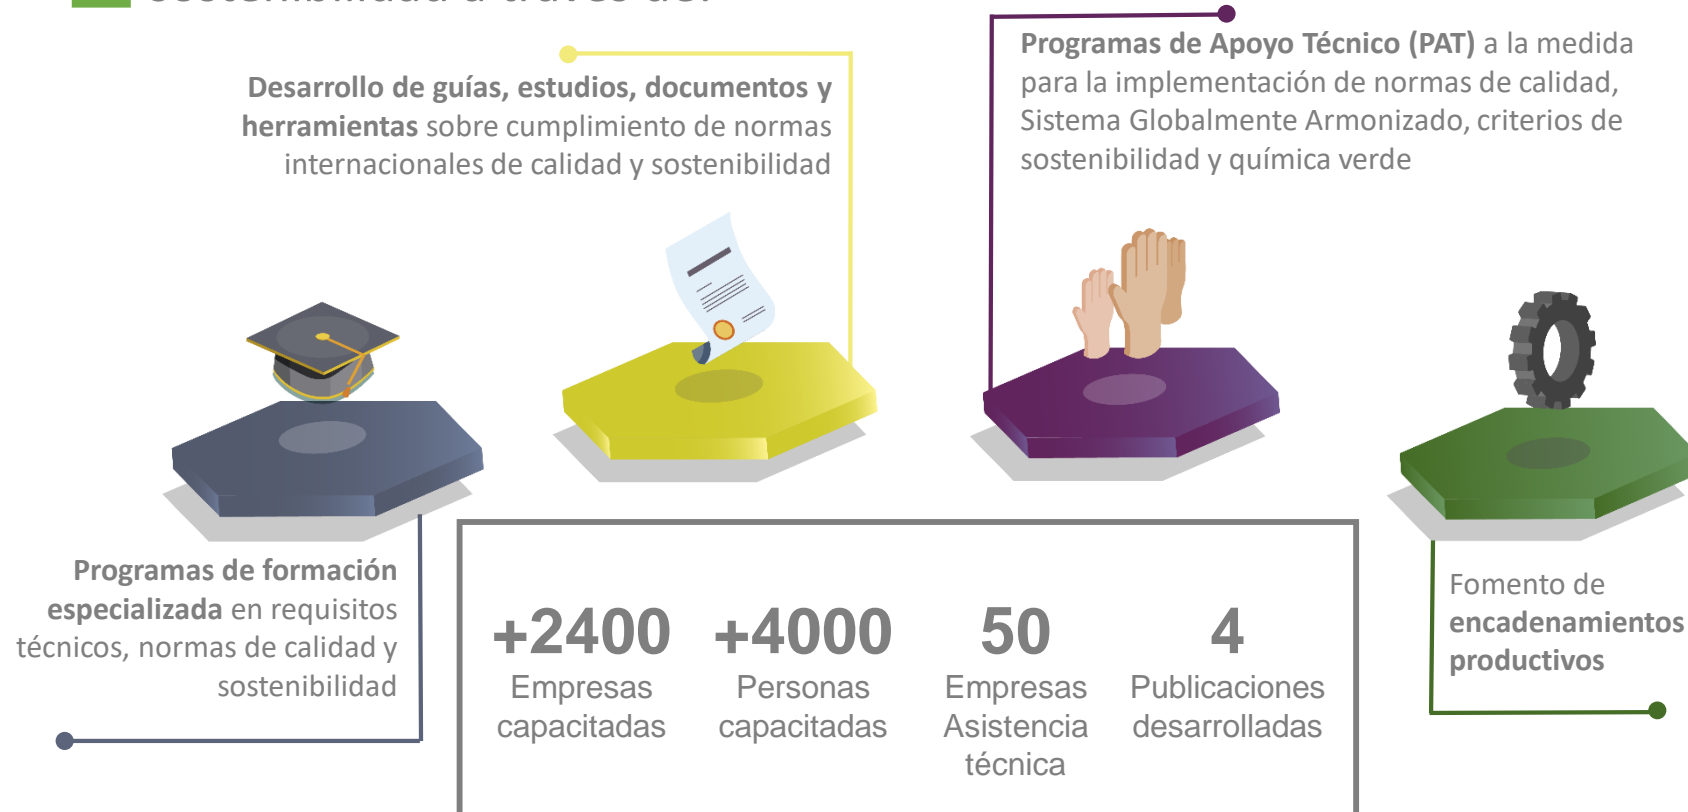 sostenibilidad a través de:
Desarrollo de guías, estudios, documentos y
herramientas sobre cumplimiento de normas
internacionales de calidad y sostenibilidad
Programas de Apoyo Técnico (PAT) a la medida
para la implementación de normas de calidad,
Sistema Globalmente Armonizado, criterios de
sostenibilidad y química verde
Programas de formación
especializada en requisitos
técnicos, normas de calidad y
sostenibilidad
Fomento de
encadenamientos
productivos
+2400
Empresas
capacitadas
+4000
Personas
capacitadas
50
Empresas
Asistencia
técnica
4
Publicaciones
desarrolladas